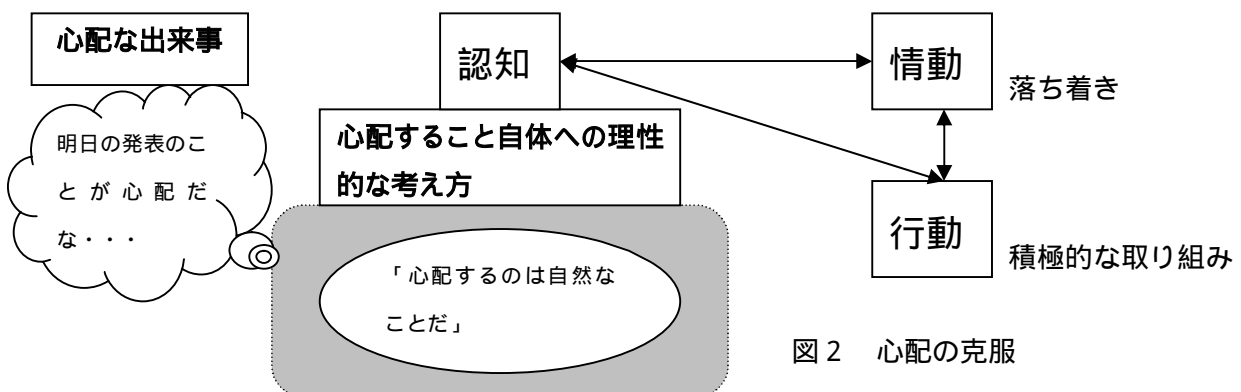 心配な出来事
明日の発表のこ
とが心配だ
な・・・
認知
心配すること自体への理性
的な考え方
「心配するのは自然な
ことだ」
情動
落ち着き
行動
積極的な取り組み
図2 心配の克服